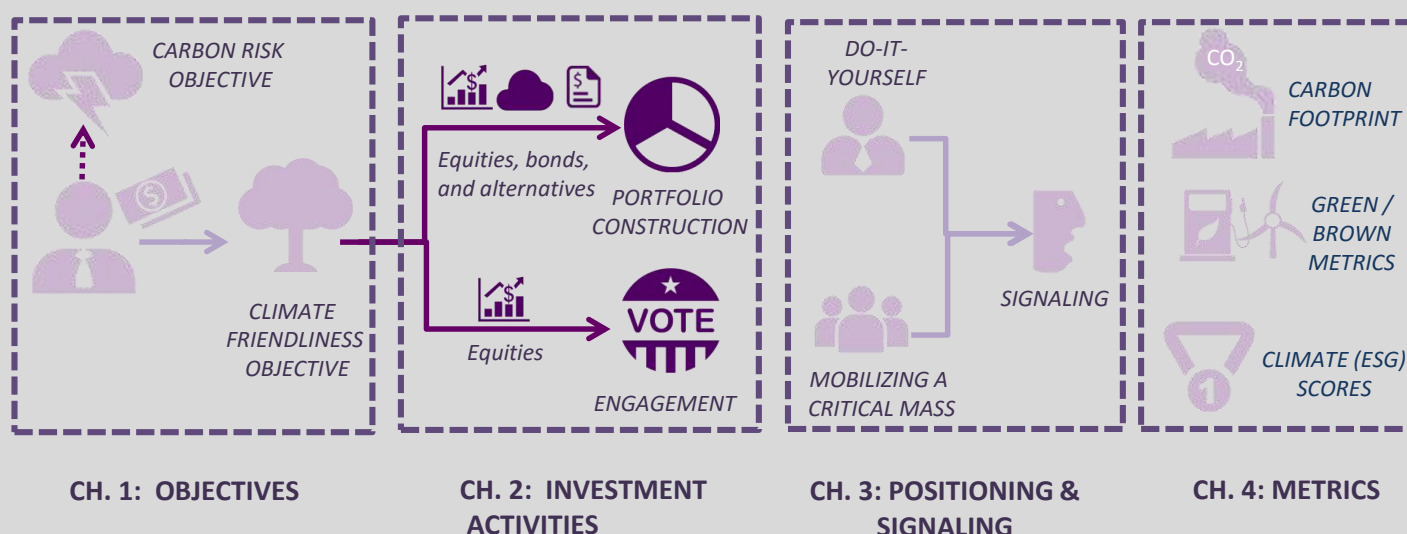 CARBON RISK
OBJECTIVE
CLIMATE
FRIENDLINESS
OBJECTIVE
$
$
Equities, bonds,
and alternatives
PORTFOLIO
CONSTRUCTION
$
Equities
VOTE
ENGAGEMENT
DO-IT-
YOURSELF
SIGNALING
MOBILIZING A
CRITICAL MASS
CO₂
CARBON
FOOTPRINT
GREEN /
BROWN
METRICS
1
CLIMATE (ESG)
SCORES
CH. 1: OBJECTIVES
CH. 2: INVESTMENT
ACTIVITIES
CH. 3: POSITIONING &
SIGNALING
CH. 4: METRICS